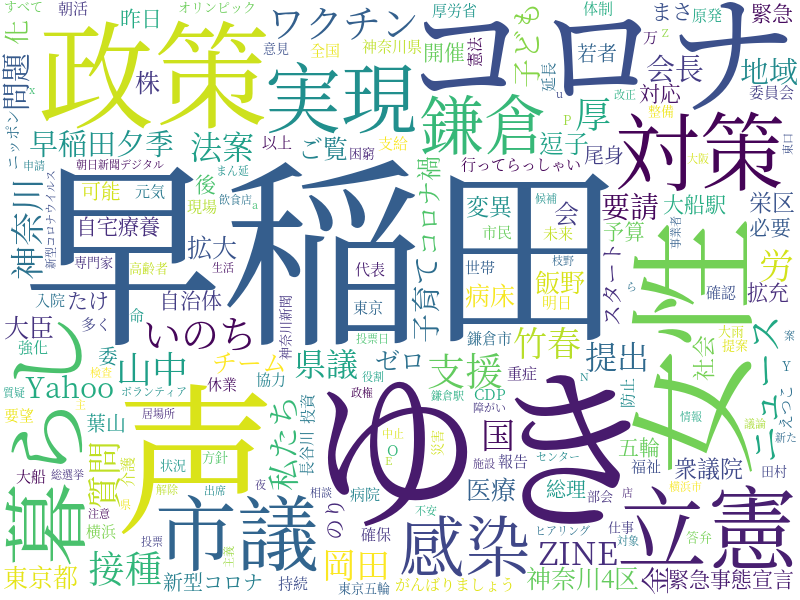 すべて
朝活
昨日
オリンピック
ワクチン
厚労省
体制
原発
まさ
緊急
化
問題
株
政策
実現
意見
全国
神奈川県
開催
憲法
子ども
延長
コロナ
若者
万
会長
地域
委員会
対応
改正
整備
ニッポン
申請
早稲田夕季
朝日新聞デジタル
法案
以上
ご覧
困窮
支給
鎌倉
逗子
厚
尾身
対策
大阪
東口
行ってらっしゃい
神奈川
新型コロナウイルス
可能
元気
後
まん延
現場
飲食店
自宅療養
専門家
高齢者
拡大
生活
早稲田
代表
東京
コロナ禍
子育て
変異
会
候補
要請
市民
未来
世帯
枝野
病床
飯野
明日
大船駅
予算
スタート
事業者
栄区
必要
労
確認
拡充
女性
入院
たけ
命
自治体
大臣
多く
強化
委
いのち
神奈川新聞
投票日
県議
ゼロ
鎌倉市
竹春
支援
提出
社会
ニュース
提案
大雨
案
Y
えつこ
新た
暮らし
Yahoo
山中
検査
チーム
休業
協力
役割
政権
鎌倉駅
CDP
重症
障がい
防止
質疑
要望
ボランティア
主
葉山
居場所
声
私たち
長谷川
投資
ゆき
中止
災害
国
施設
報告
N
センター
五輪
福祉
衆議院
情報
議論
田村
大船
総選挙
注意
横浜
質問
介護
状況
方針
解除
出席
市議
夜
相談
病院
のり
確保
不安
感染
医療
総理
部会
店
立憲
横浜市
答弁
東京都
接種
投票
新型コロナ
主義
持続
岡田
東京五輪
がんばりましょう
ZINE
ヒアリング
仕事
対象
神奈川4区
金
緊急事態宣言